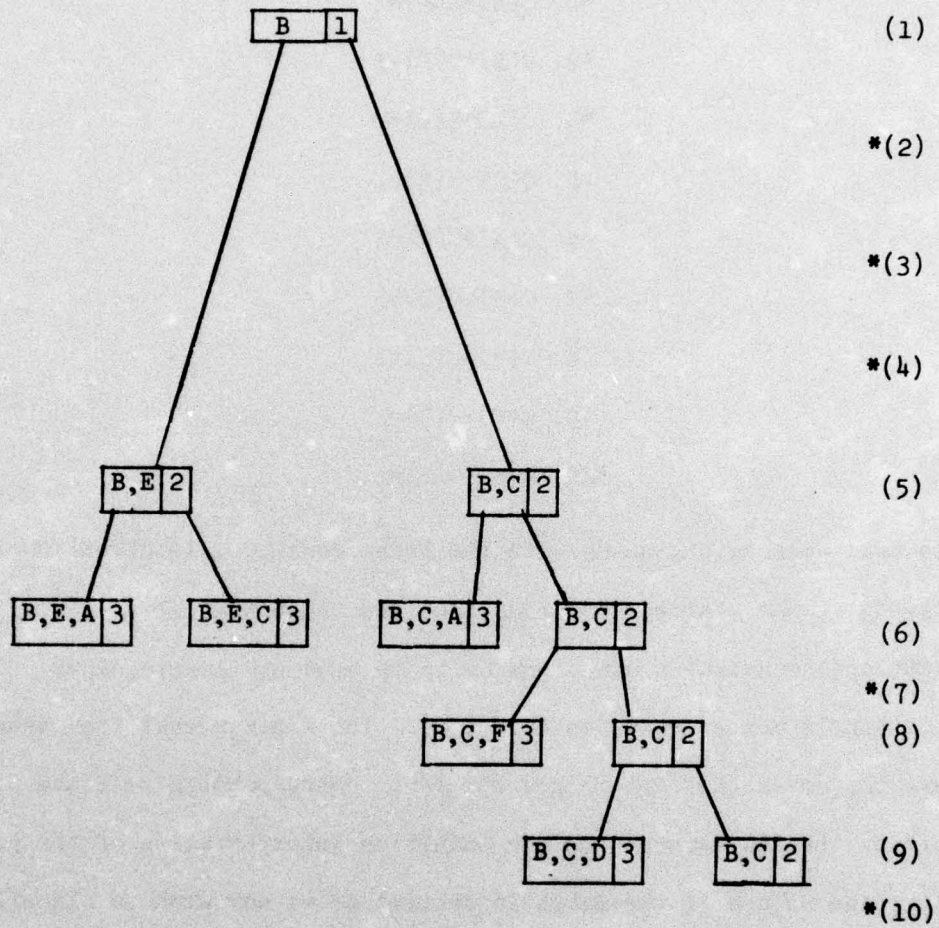 B 1 (1)
*(2)
*(3)
*(4)
B,E 2 B,C 2 (5)
B,E,A 3 B,E,C 3 B,C,A 3 B,C 2 (6)
*(7)
B,C,F 3 B,C 2 (8)
B,C,D 3 B,C 2 (9)
*(10)